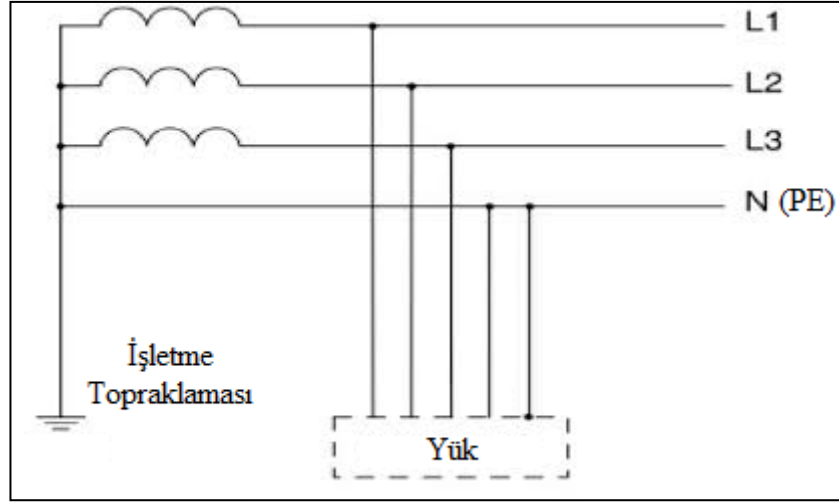 L1
L2
L3
N (PE)
İşletme
Topraklaması
Yük